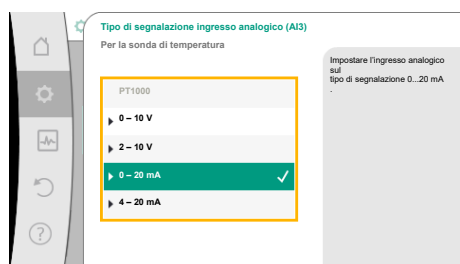 Tipo di segnalazione ingresso analogico (AI3)
Per la sonda di temperatura
PT1000
0 – 10 V
2 – 10 V
0 – 20 mA
4 – 20 mA
Impostare l'ingresso analogico
sul
tipo di segnalazione 0...20 mA
.
?